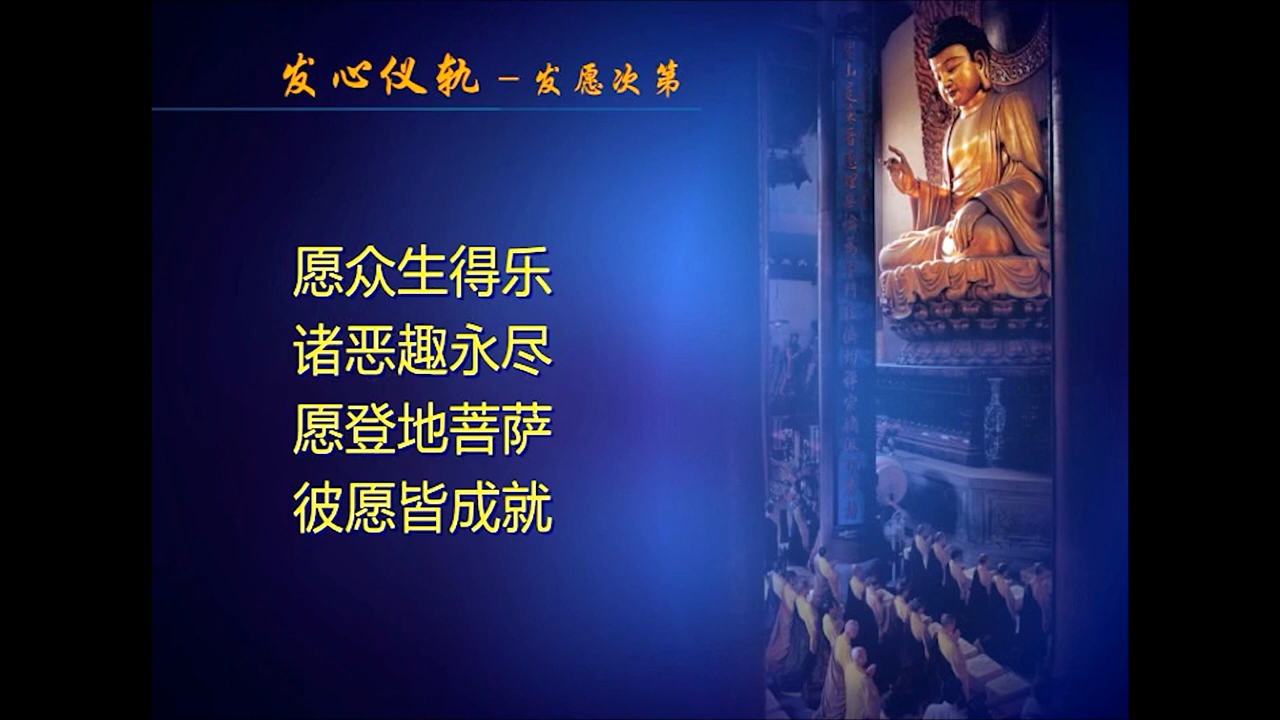 发心仪轨－发愿次第
愿众生得乐
诸恶趣永尽
愿登地菩萨
彼愿皆成就